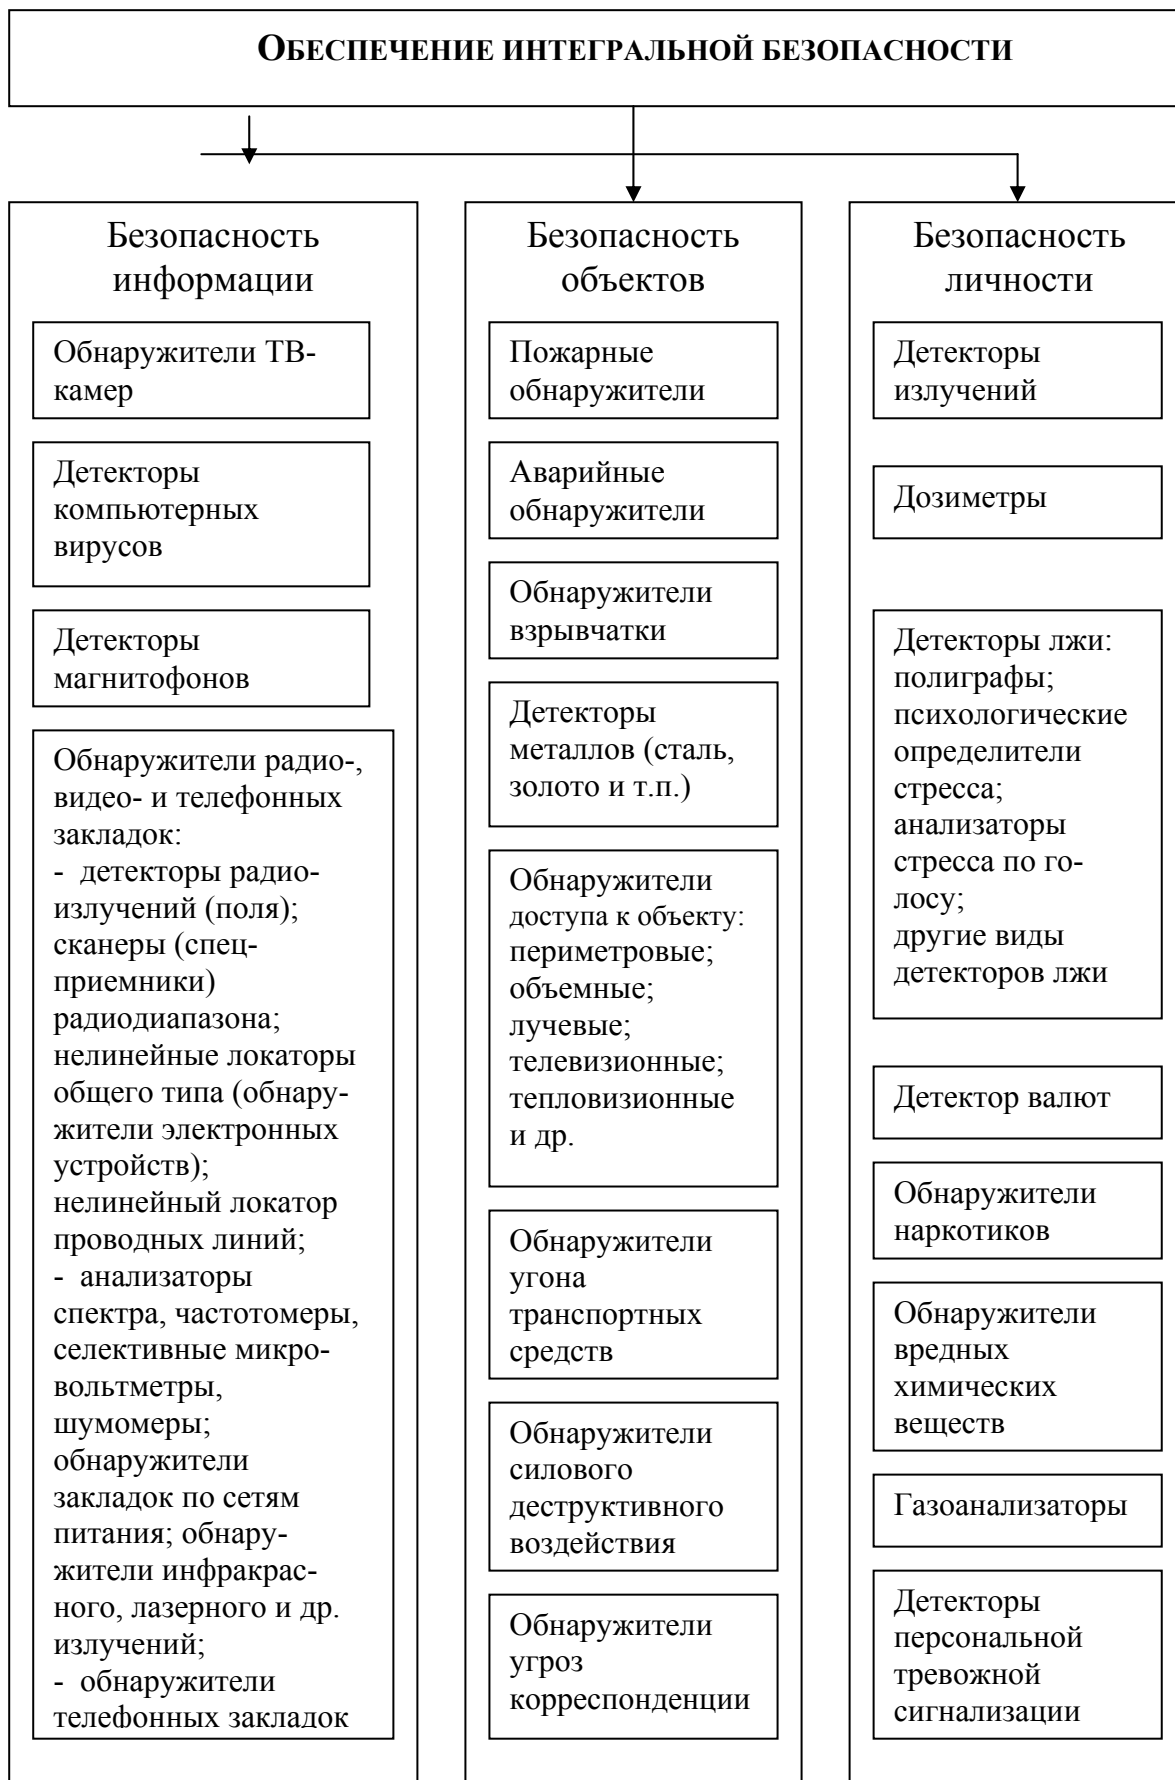 ОБЕСПЕЧЕНИЕ ИНТЕГРАЛЬНОЙ БЕЗОПАСНОСТИ
Безопасность
информации
Обнаружители ТВ-
камер
Детекторы
компьютерных
вирусов
Детекторы
магнитофонов
Обнаружители радио-,
видео- и телефонных
закладок:
- детекторы радио-
излучений (поля);
сканеры (спец-
приемники)
радиодиапазона;
нелинейные локаторы
общего типа (обнару-
жители электронных
устройств);
нелинейный локатор
проводных линий;
- анализаторы
спектра, частотомеры,
селективные микро-
вольтметры,
шумомеры;
обнаружители
закладок по сетям
питания; обнару-
жители инфракрас-
ного, лазерного и др.
излучений;
- обнаружители
телефонных закладок
Безопасность
объектов
Пожарные
обнаружители
Аварийные
обнаружители
Обнаружители
взрывчатки
Детекторы
металлов (сталь,
золото и т.п.)
Обнаружители
доступа к объекту:
периметровые;
объемные;
лучевые;
телевизионные;
тепловизионные
и др.
Обнаружители
угона
транспортных
средств
Обнаружители
силового
деструктивного
воздействия
Обнаружители
угроз
корреспонденции
Безопасность
личности
Детекторы
излучений
Дозиметры
Детекторы лжи:
полиграфы;
психологические
определители
стресса;
анализаторы
стресса по го-
лосу;
другие виды
детекторов лжи
Детектор валют
Обнаружители
наркотиков
Обнаружители
вредных
химических
веществ
Газоанализаторы
Детекторы
персональной
тревожной
сигнализации